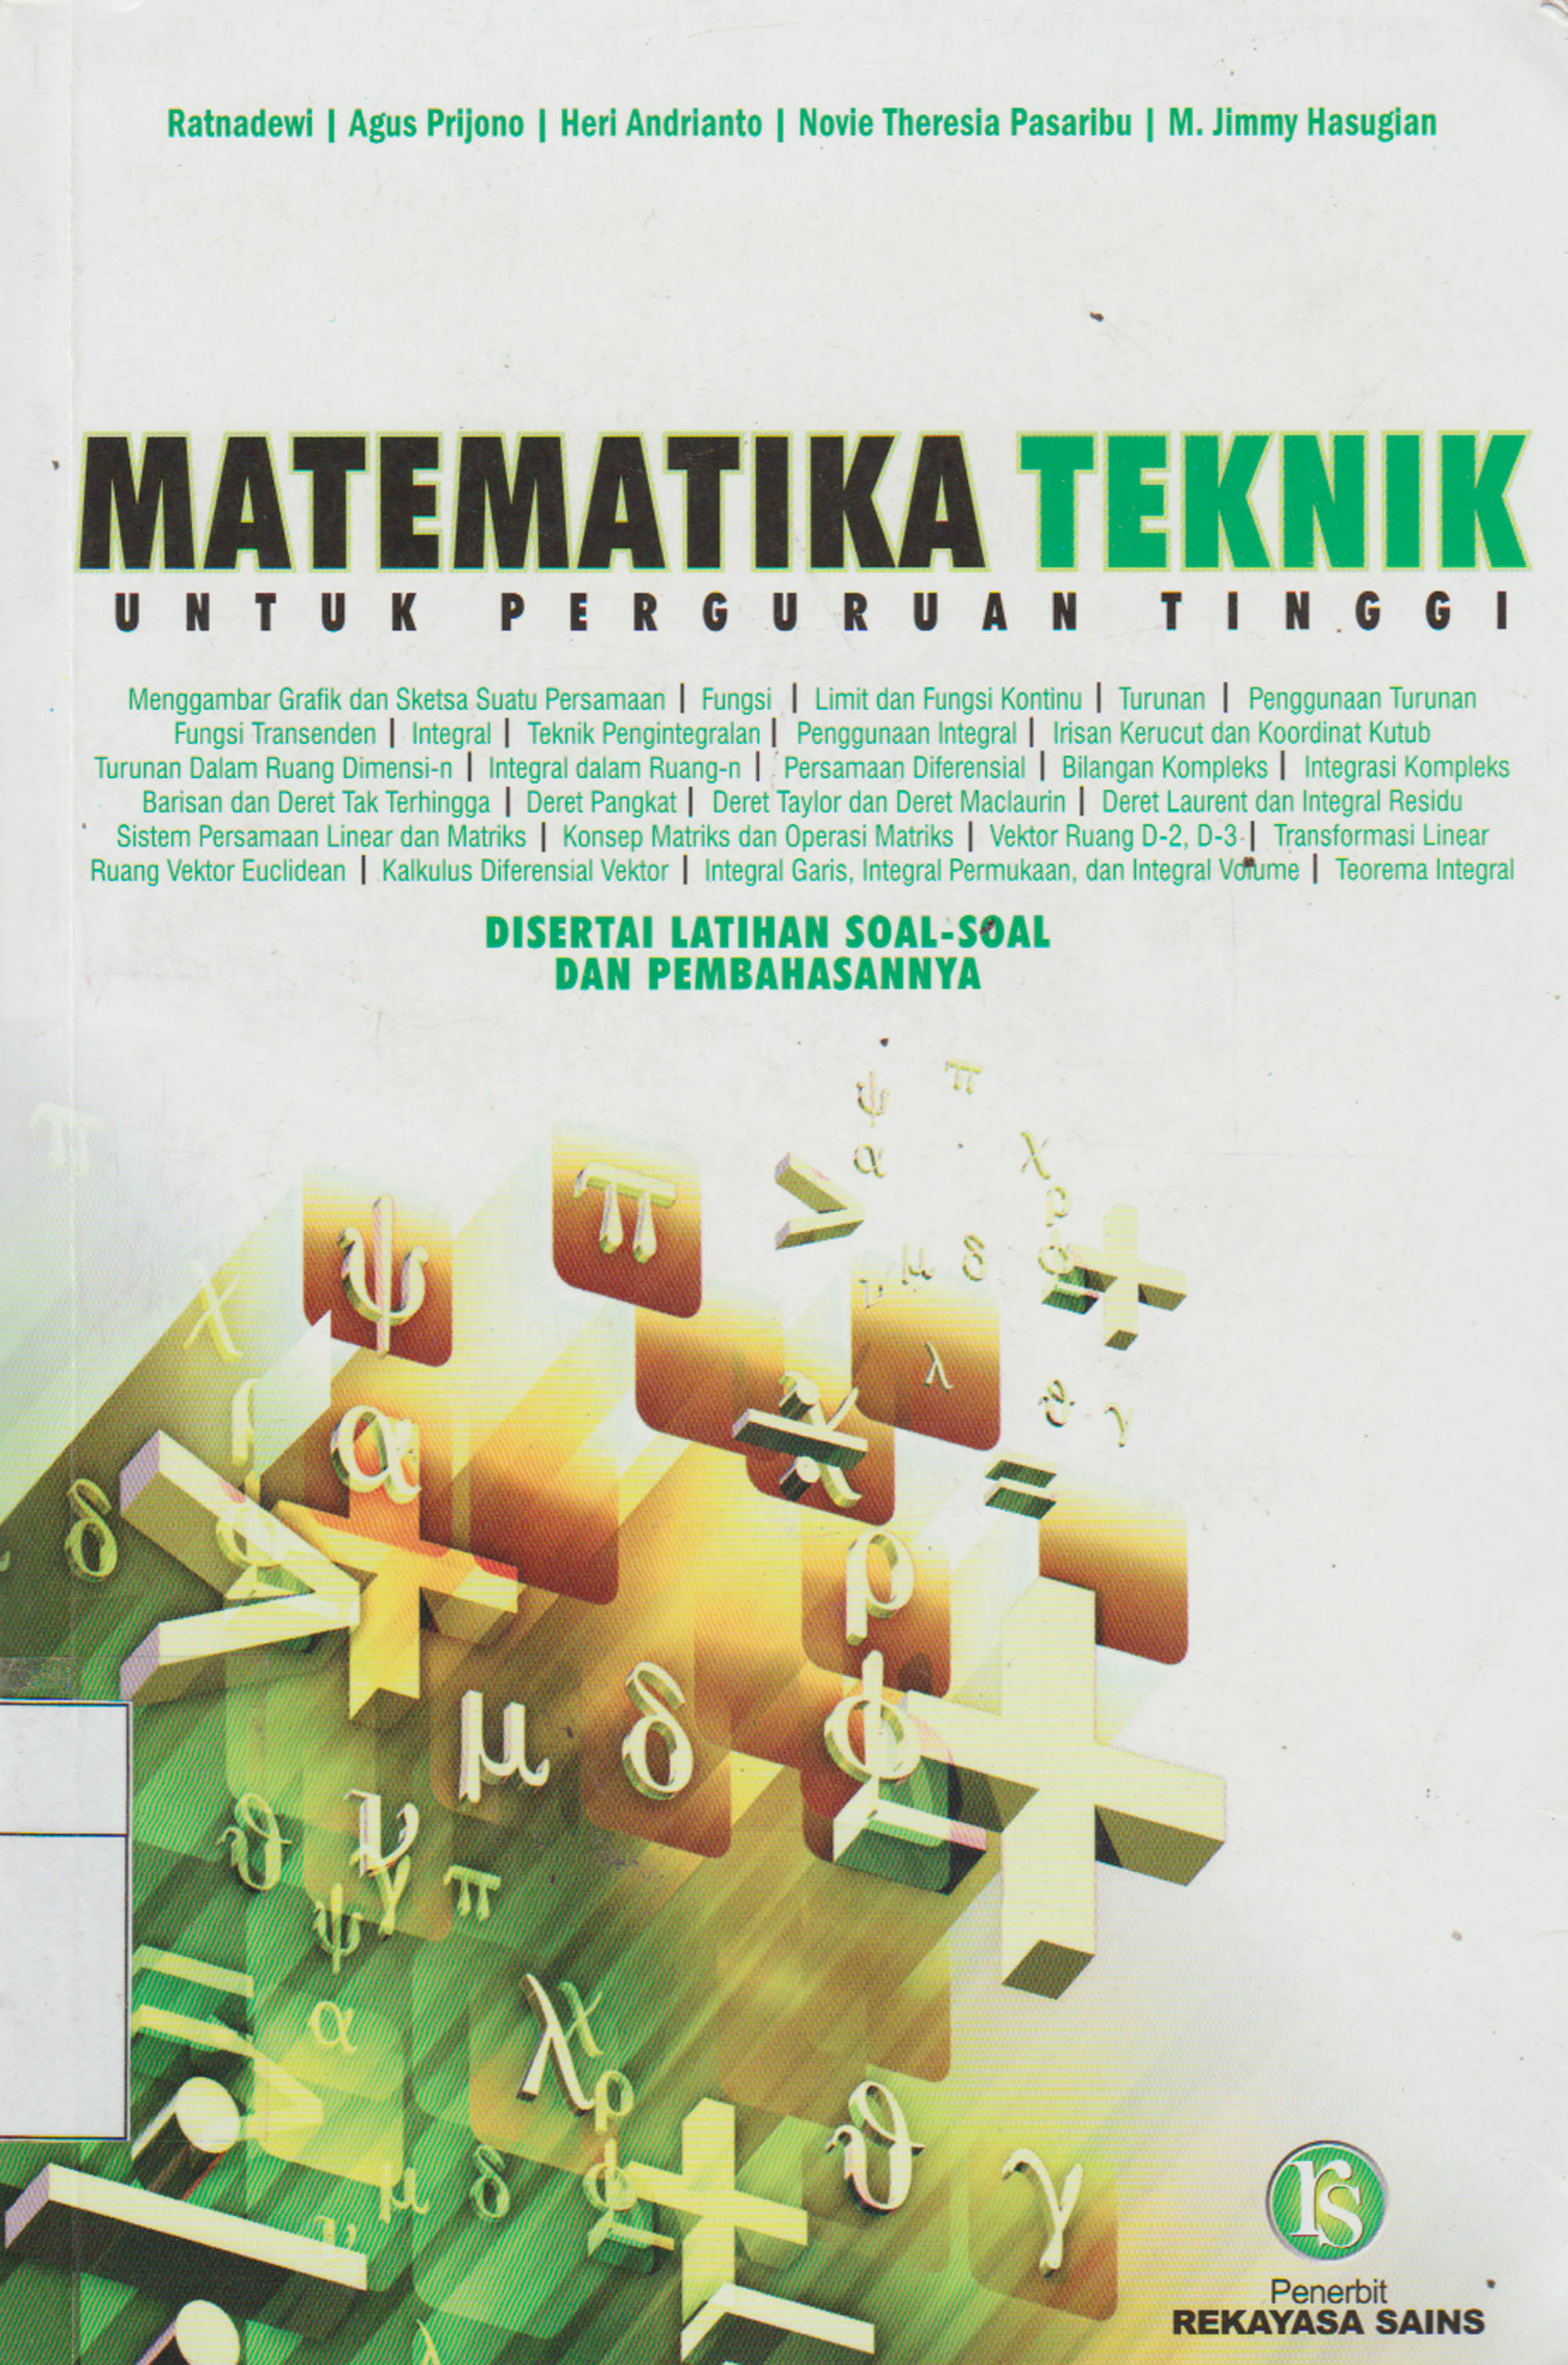 Ratnadewi | Agus Prijono | Heri Andrianto | Novie Theresia Pasaribu | M. Jimmy Hasugian
MATEMATIKA TEKNIK
UNTUK PERGURUAN TINGGI
Menggambar Grafik dan Sketsa Suatu Persamaan | Fungsi | Limit dan Fungsi Kontinu | Turunan | Penggunaan Turunan
Fungsi Transenden | Integral | Teknik Pengintegralan | Penggunaan Integral | Irisan Kerucut dan Koordinat Kutub
Turunan Dalam Ruang Dimensi-n | Integral dalam Ruang-n | Persamaan Diferensial | Bilangan Kompleks | Integrasi Kompleks
Barisan dan Deret Tak Terhingga | Deret Pangkat | Deret Taylor dan Deret Maclaurin | Deret Laurent dan Integral Residu
Sistem Persamaan Linear dan Matriks | Konsep Matriks dan Operasi Matriks | Vektor Ruang D-2, D-3 | Transformasi Linear
Ruang Vektor Euclidean | Kalkulus Diferensial Vektor | Integral Garis, Integral Permukaan, dan Integral Volume | Teorema Integral
DISERTAI LATIHAN SOAL-SOAL
DAN PEMBAHASANNYA
rs
Penerbit
REKAYASA SAINS